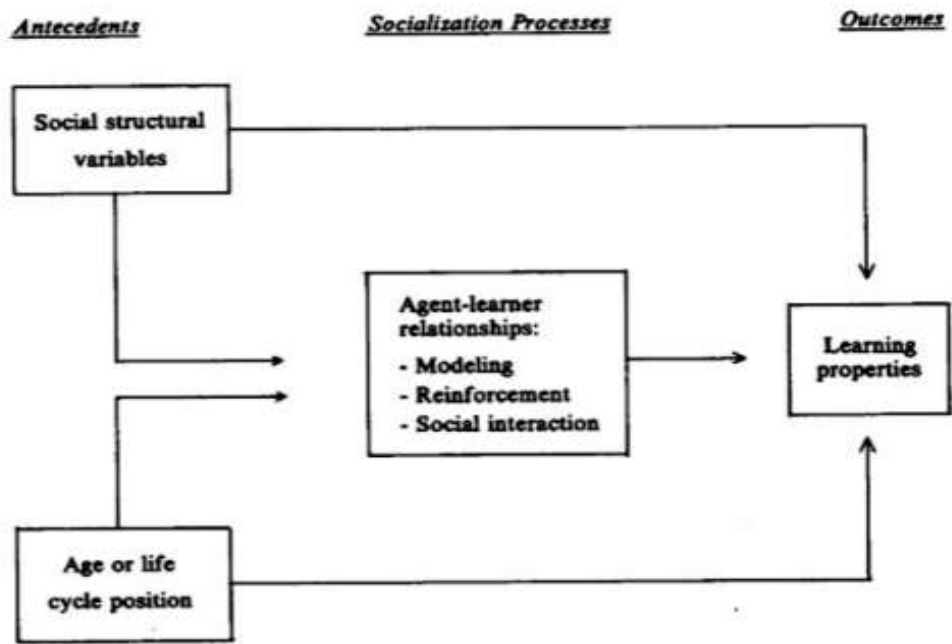 Antecedents
Socialization Processes
Outcomes
Social structural
variables
Agent-learner
relationships:
- Modeling
- Reinforcement
- Social interaction
Learning
properties
Age or life
cycle position